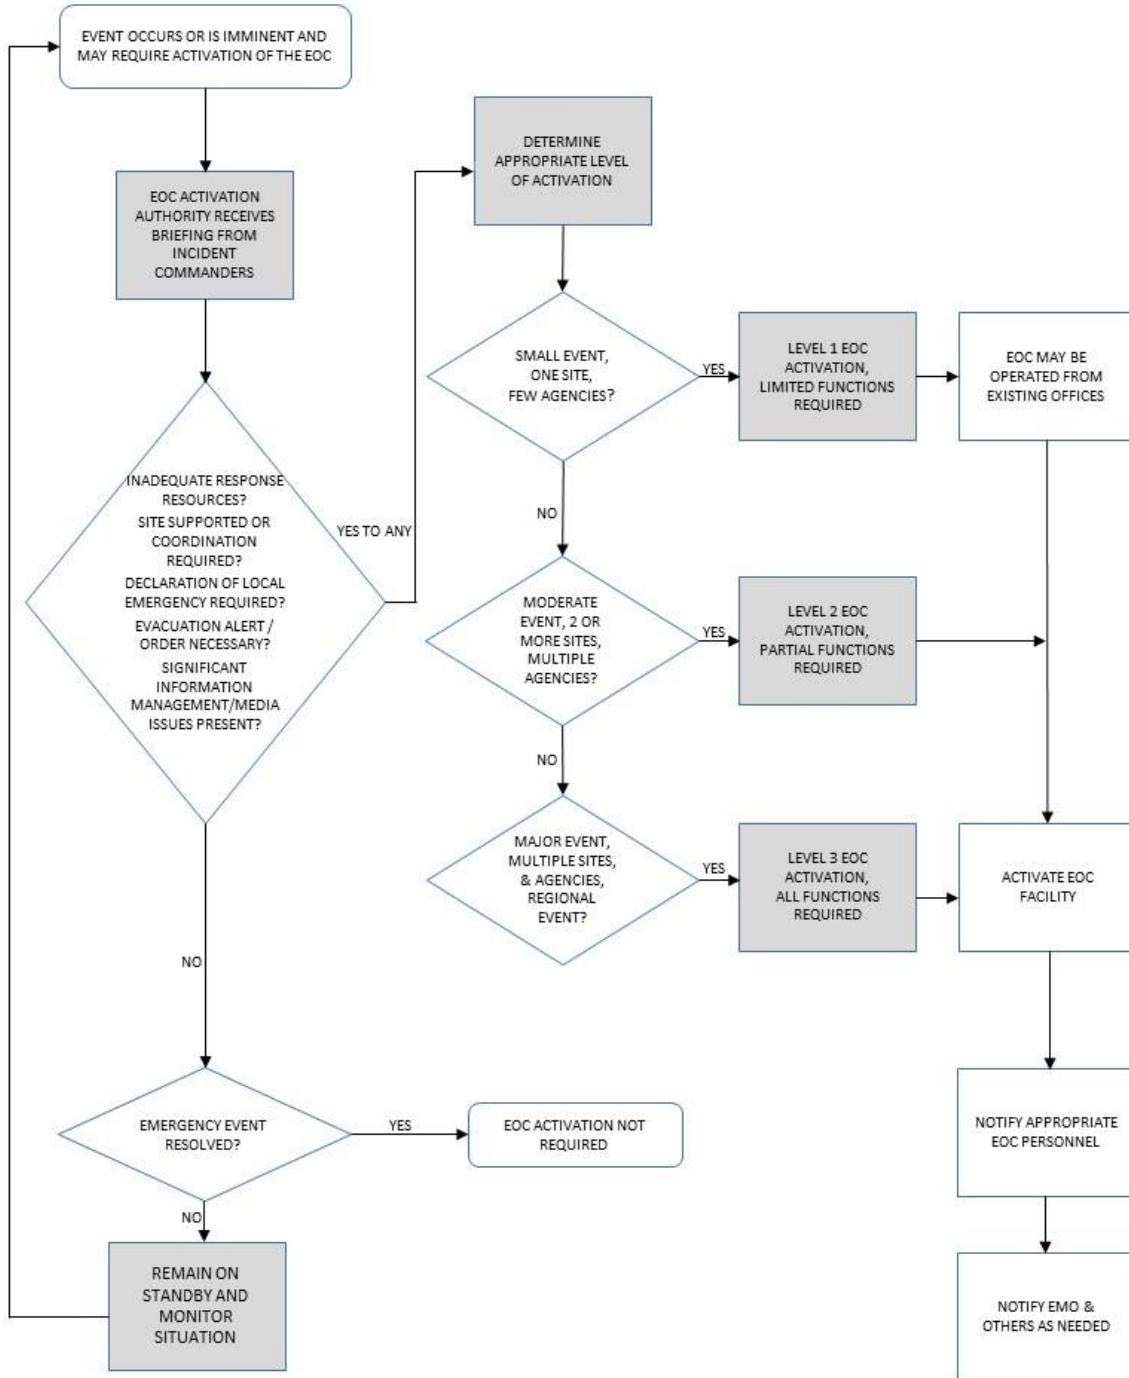 EVENT OCCURS OR IS IMMINENT AND
MAY REQUIRE ACTIVATION OF THE EOC
EOC ACTIVATION
AUTHORITY RECEIVES
BRIEFING FROM
INCIDENT
COMMANDERS
INADEQUATE RESPONSE
RESOURCES?
SITE SUPPORTED OR
COORDINATION
REQUIRED?
DECLARATION OF LOCAL
EMERGENCY REQUIRED?
EVACUATION ALERT /
ORDER NECESSARY?
SIGNIFICANT
INFORMATION
MANAGEMENT/MEDIA
ISSUES PRESENT?
YES TO ANY
NO
EMERGENCY EVENT
RESOLVED?
YES
EOC ACTIVATION NOT
REQUIRED
NO
REMAIN ON
STANDBY AND
MONITOR
SITUATION
DETERMINE
APPROPRIATE LEVEL
OF ACTIVATION
SMALL EVENT,
ONE SITE,
FEW AGENCIES?
YES
LEVEL 1 EOC
ACTIVATION,
LIMITED FUNCTIONS
REQUIRED
EOC MAY BE
OPERATED FROM
EXISTING OFFICES
NO
MODERATE
EVENT, 2 OR
MORE SITES,
MULTIPLE
AGENCIES?
YES
LEVEL 2 EOC
ACTIVATION,
PARTIAL FUNCTIONS
REQUIRED
NO
MAJOR EVENT,
MULTIPLE SITES,
& AGENCIES,
REGIONAL
EVENT?
YES
LEVEL 3 EOC
ACTIVATION,
ALL FUNCTIONS
REQUIRED
ACTIVATE EOC
FACILITY
NOTIFY APPROPRIATE
EOC PERSONNEL
NOTIFY EMO &
OTHERS AS NEEDED